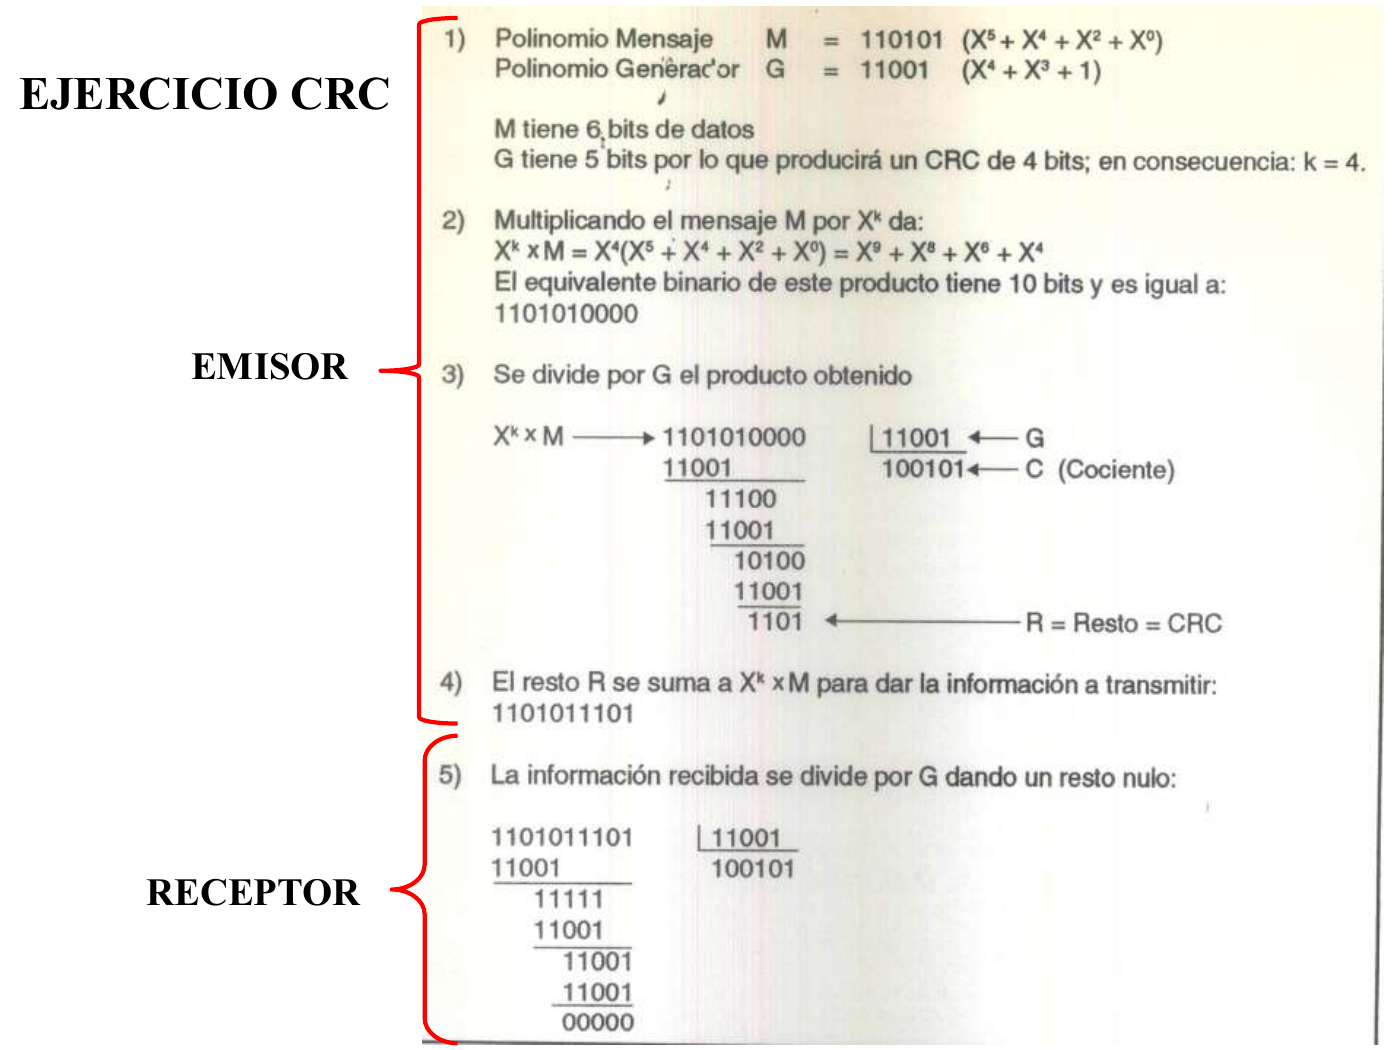 EJERCICIO CRC
EMISOR
1) Polinomio Mensaje M = 110101 (X⁵ + X⁴ + X² + X⁰)
Polinomio Generador G = 11001 (X⁴ + X³ + 1)
M tiene 6 bits de datos
G tiene 5 bits por lo que producirá un CRC de 4 bits; en consecuencia: k = 4.
2) Multiplicando el mensaje M por Xᵏ da:
Xᵏ x M = X⁴(X⁵ + X⁴ + X² + X⁰) = X⁹ + X⁸ + X⁶ + X⁴
El equivalente binario de este producto tiene 10 bits y es igual a:
1101010000
3) Se divide por G el producto obtenido
Xᵏ x M 1101010000 11001 G
11001 100101 C (Cociente)
11100
11001
10100
11001
1101 R = Resto = CRC
4) El resto R se suma a Xᵏ x M para dar la información a transmitir:
1101011101
RECEPTOR
5) La información recibida se divide por G dando un resto nulo:
1101011101 11001
11001 100101
11111
11001
11001
11001
00000